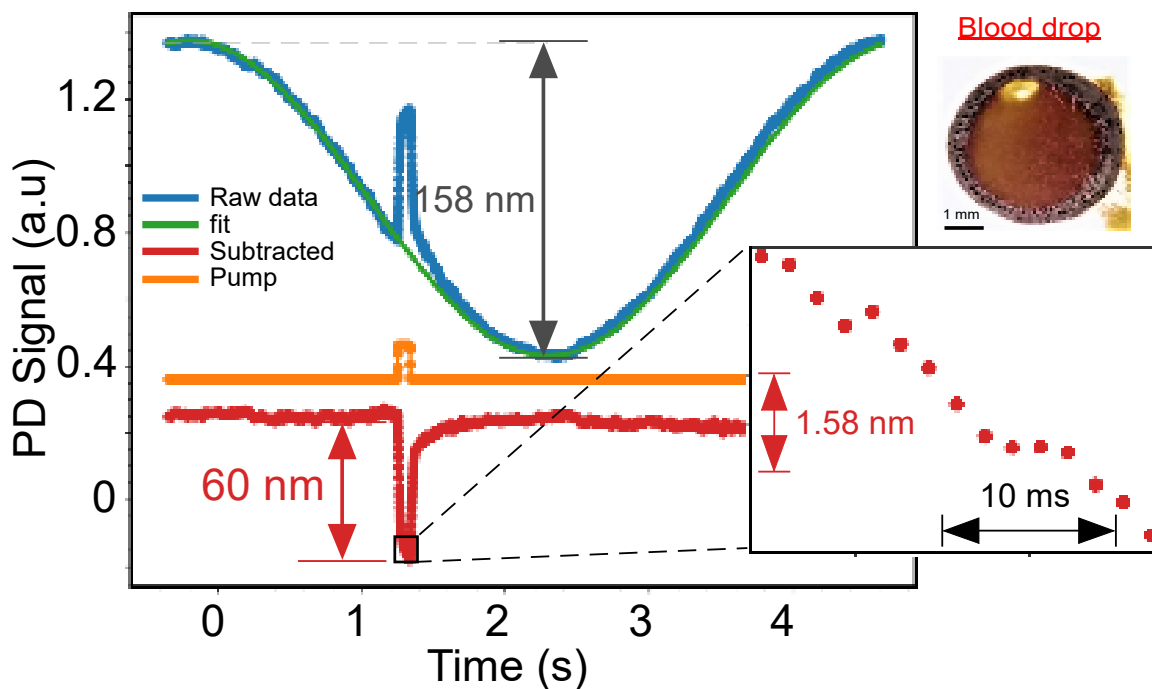 Blood drop
1 mm
PD Signal (a.u)
1.2
0.8
0.4
0
Raw data
fit
Subtracted
Pump
158 nm
60 nm
1.58 nm
10 ms
0 1 2 3 4
Time (s)